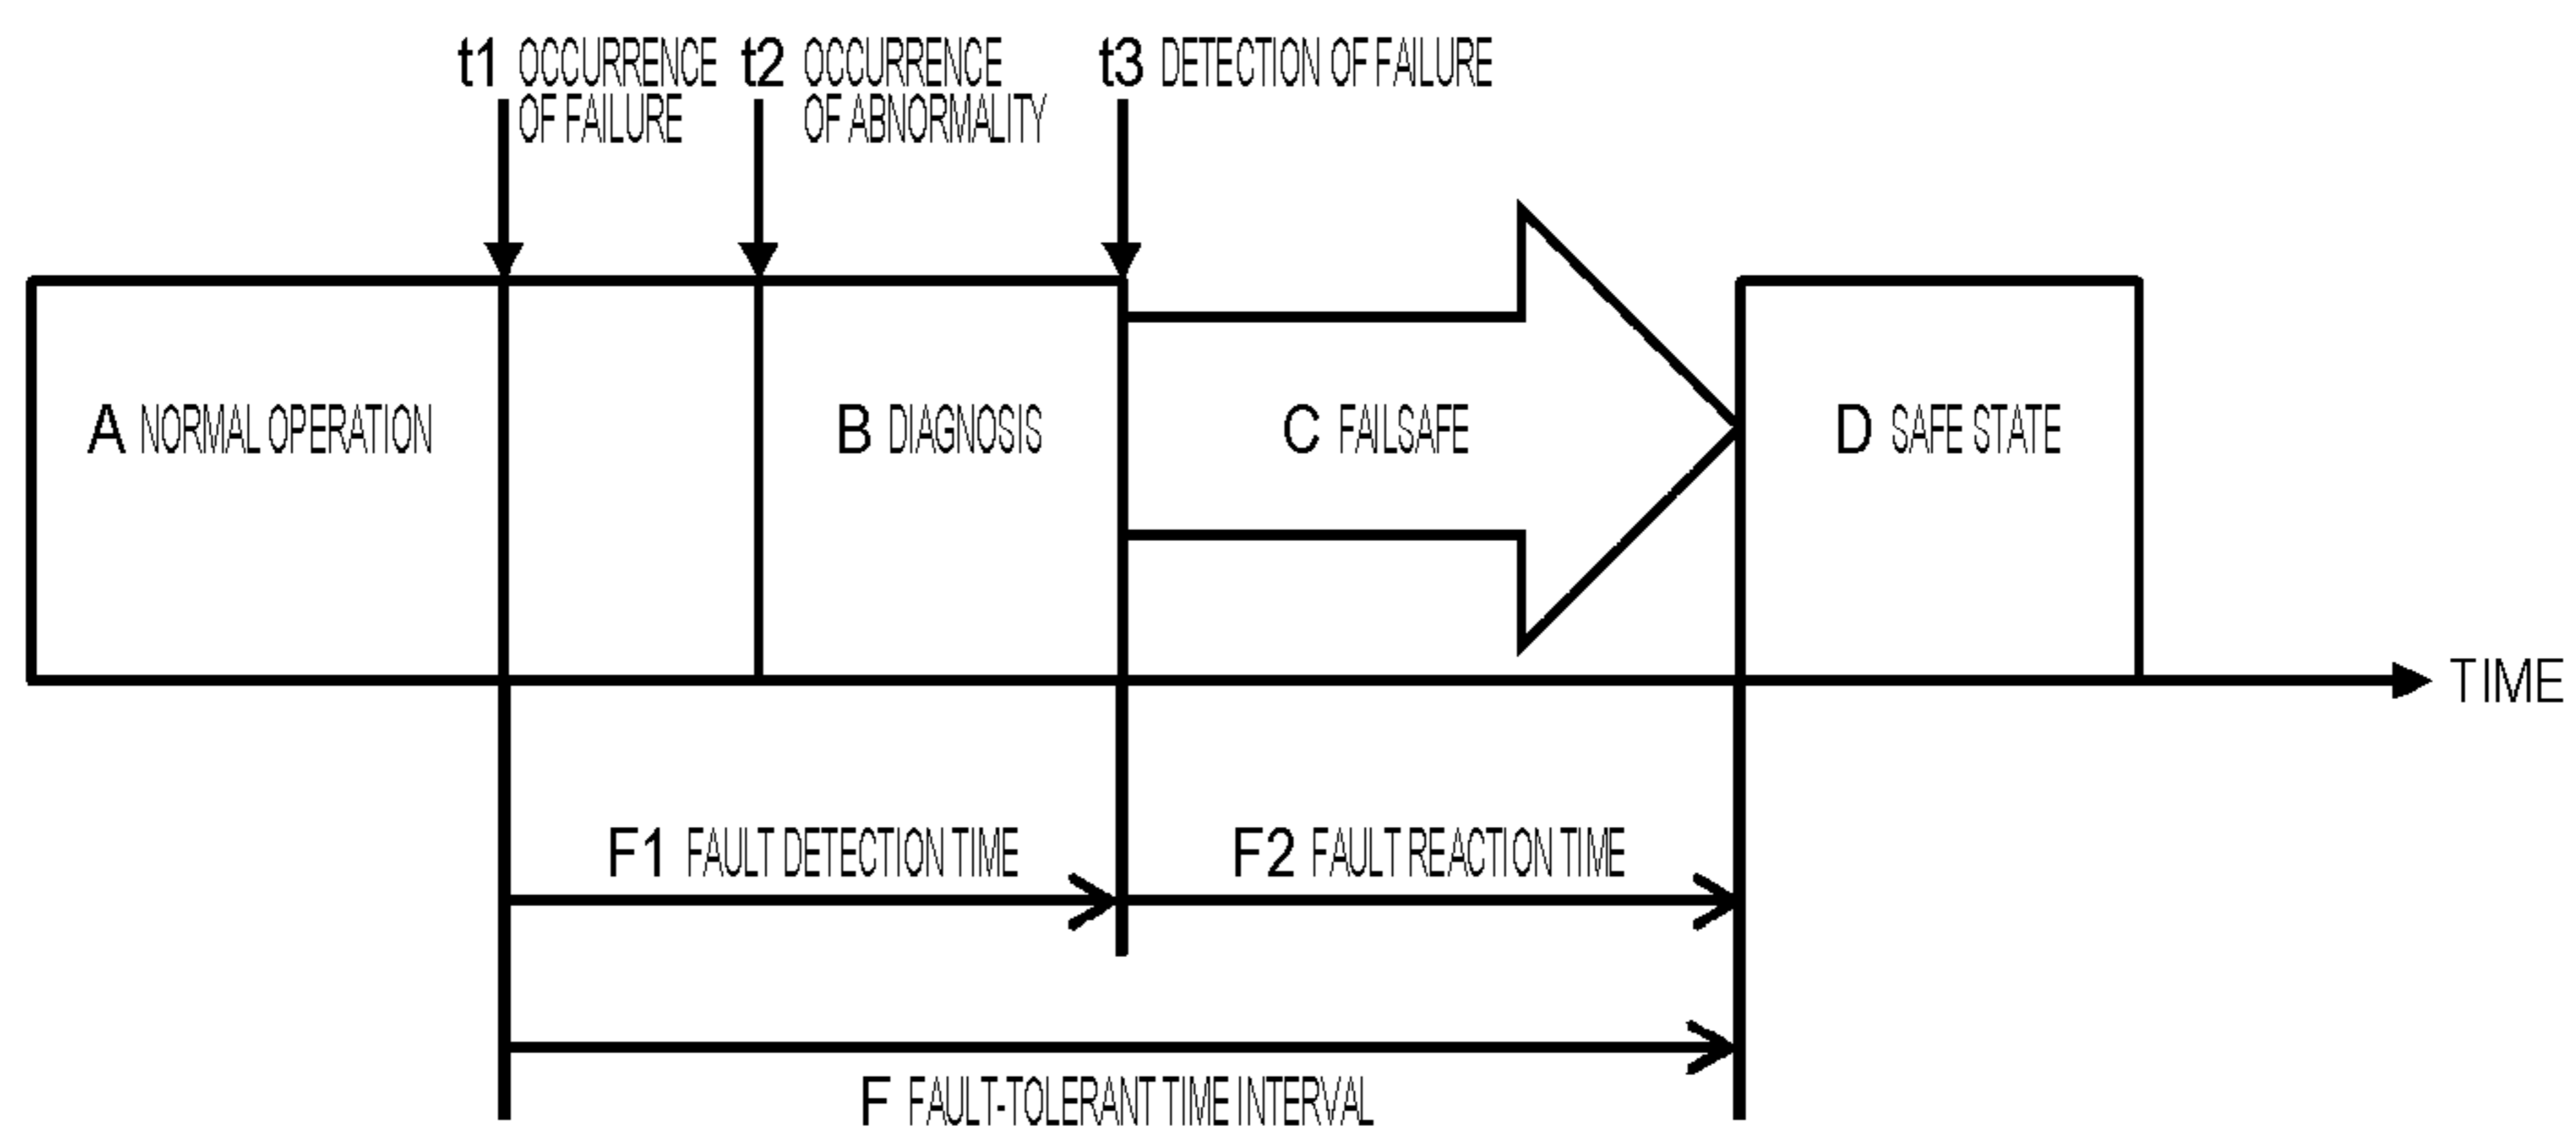 t1 OCCURRENCE OF FAILURE
t2 OCCURRENCE OF ABNORMALITY
t3 DETECTION OF FAILURE
A NORMAL OPERATION
B DIAGNOSIS
C FAILSAFE
D SAFE STATE
TIME
F1 FAULT DETECTION TIME
F2 FAULT REACTION TIME
F FAULT-TOLERANT TIME INTERVAL